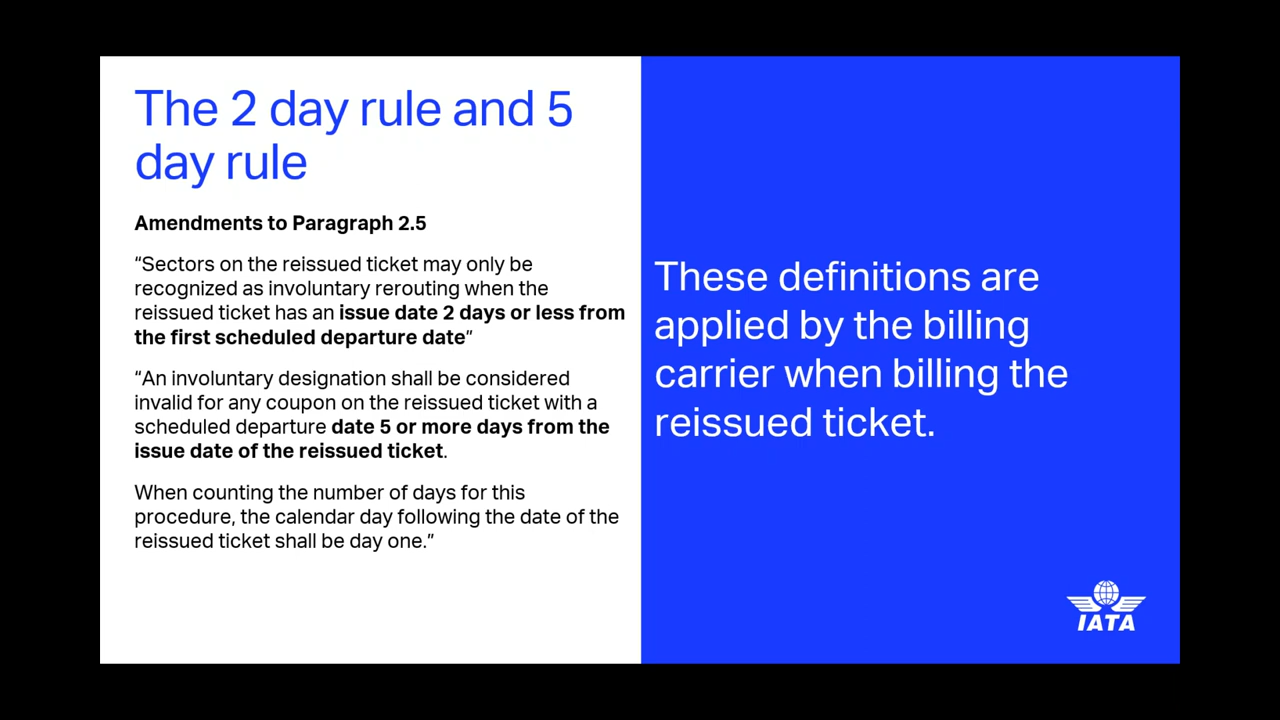 The 2 day rule and 5
day rule
Amendments to Paragraph 2.5
“Sectors on the reissued ticket may only be
recognized as involuntary rerouting when the
reissued ticket has an issue date 2 days or less from
the first scheduled departure date”
“An involuntary designation shall be considered
invalid for any coupon on the reissued ticket with a
scheduled departure date 5 or more days from the
issue date of the reissued ticket.
When counting the number of days for this
procedure, the calendar day following the date of the
reissued ticket shall be day one.”
These definitions are
applied by the billing
carrier when billing the
reissued ticket.
IATA